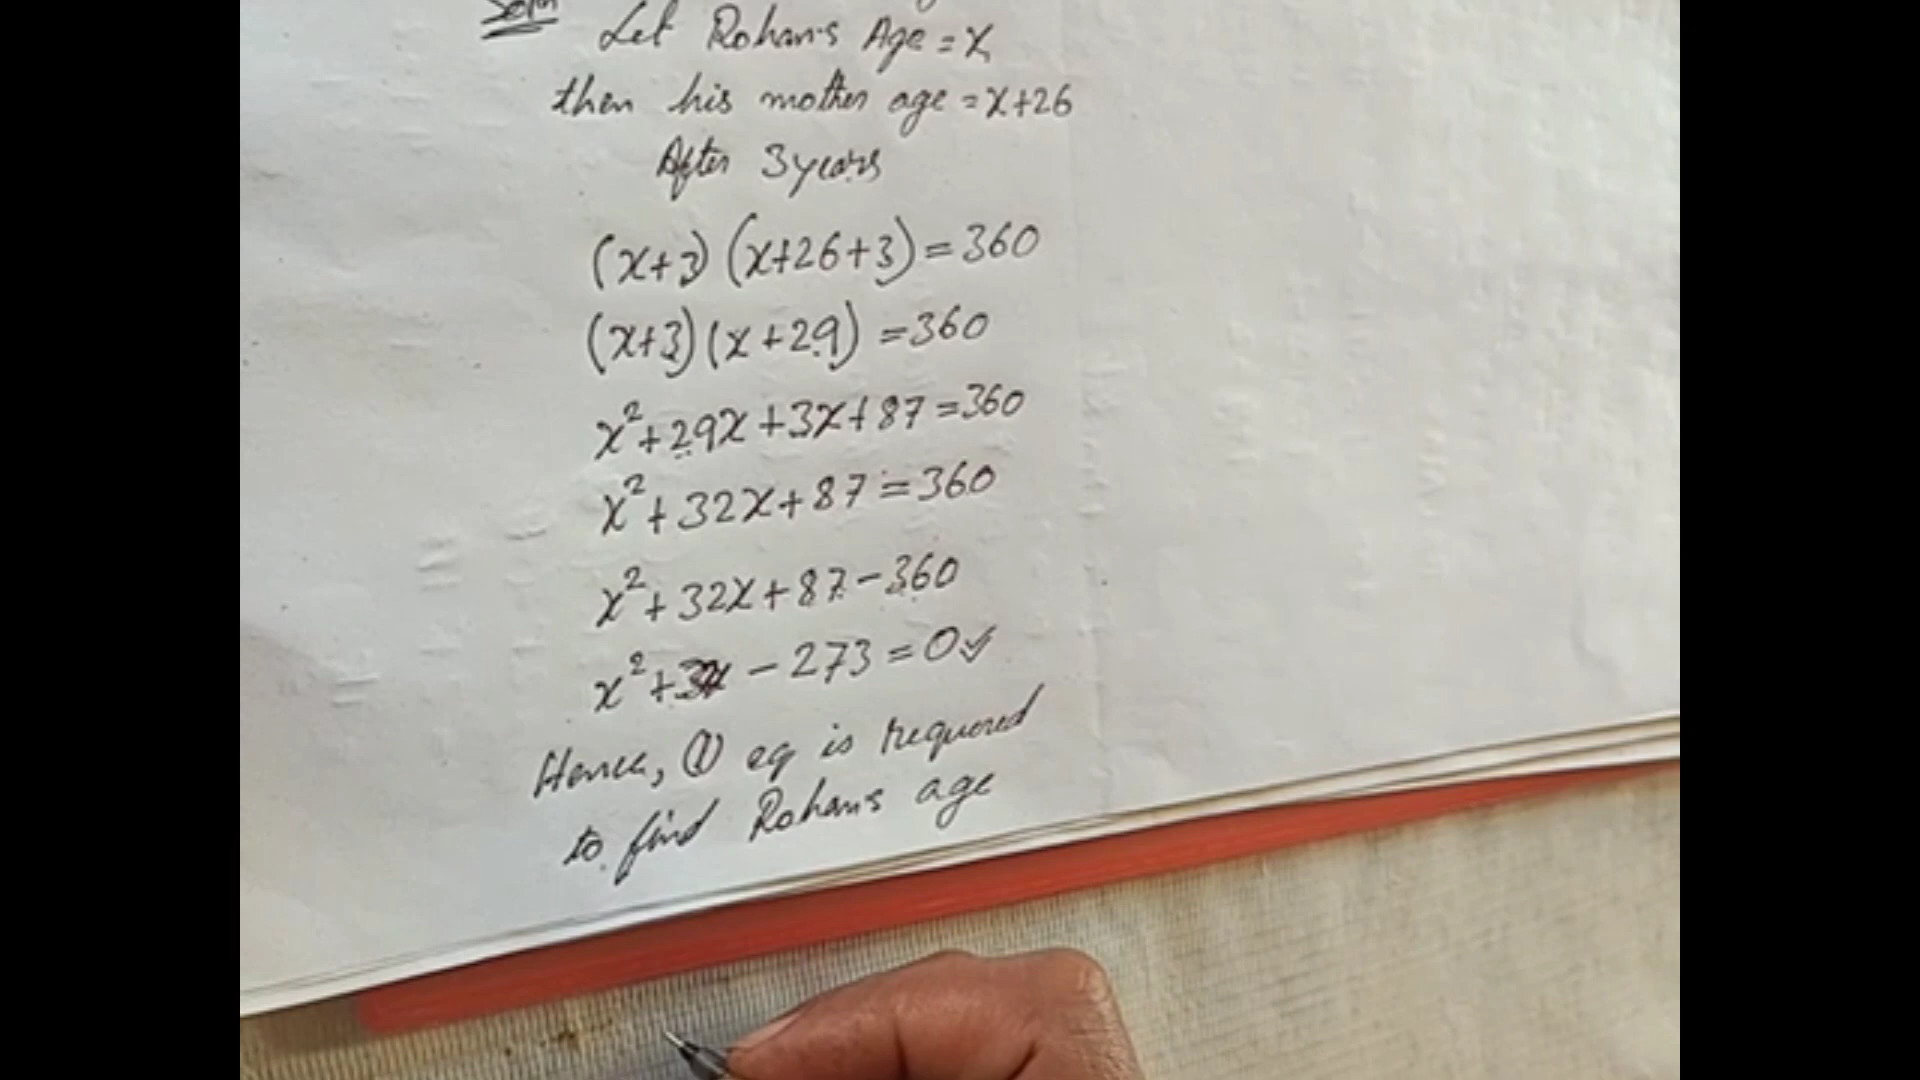 Soln Let Rohan's Age = x
then his mother age = x+26
After 3 years
(x+3) (x+26+3) = 360
(x+3) (x+29) = 360
x²+29x+3x+87=360
x²+32x+87=360
x²+32x+87-360
x²+32x-273=0✓
Hence, (1) eq is required
to find Rohan's age